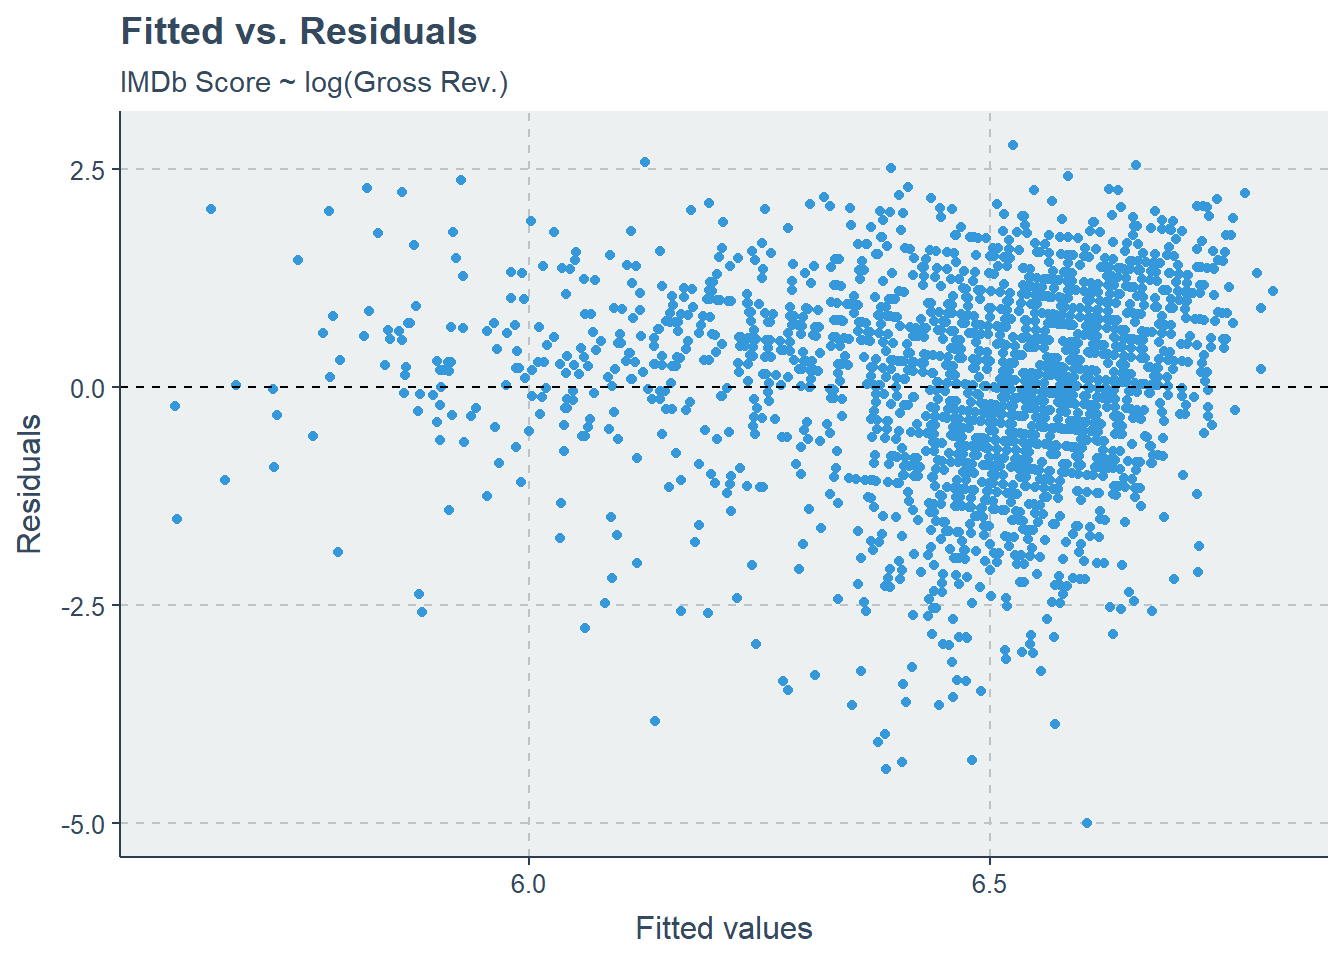 Fitted vs. Residuals
IMDb Score ~ log(Gross Rev.)
2.5
0.0
-2.5
-5.0
Residuals
6.0
6.5
Fitted values